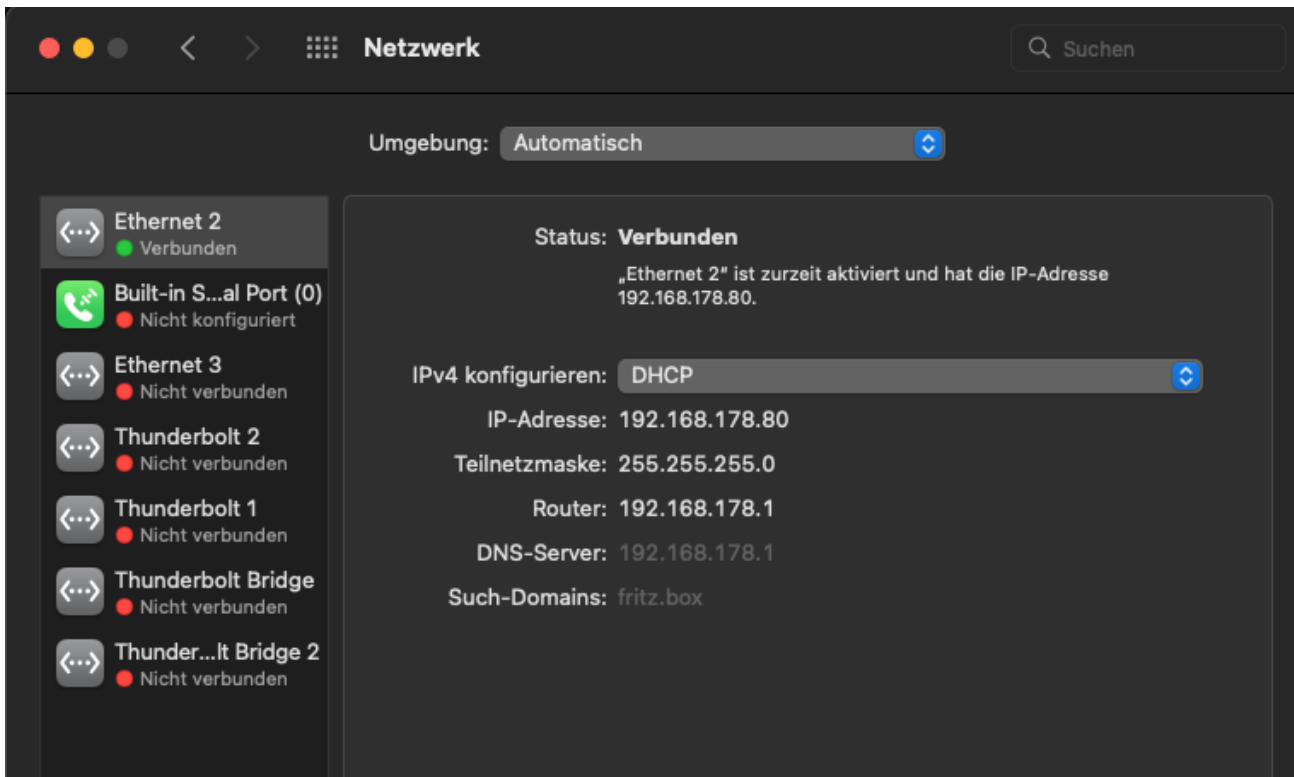 Netzwerk
Suchen
Umgebung: Automatisch
Ethernet 2
Verbunden
Built-in S...al Port (0)
Nicht konfiguriert
Ethernet 3
Nicht verbunden
Thunderbolt 2
Nicht verbunden
Thunderbolt 1
Nicht verbunden
Thunderbolt Bridge
Nicht verbunden
Thunder...lt Bridge 2
Nicht verbunden
Status: Verbunden
„Ethernet 2“ ist zurzeit aktiviert und hat die IP-Adresse
192.168.178.80.
IPv4 konfigurieren: DHCP
IP-Adresse: 192.168.178.80
Teilnetzmaske: 255.255.255.0
Router: 192.168.178.1
DNS-Server: 192.168.178.1
Such-Domains: fritz.box